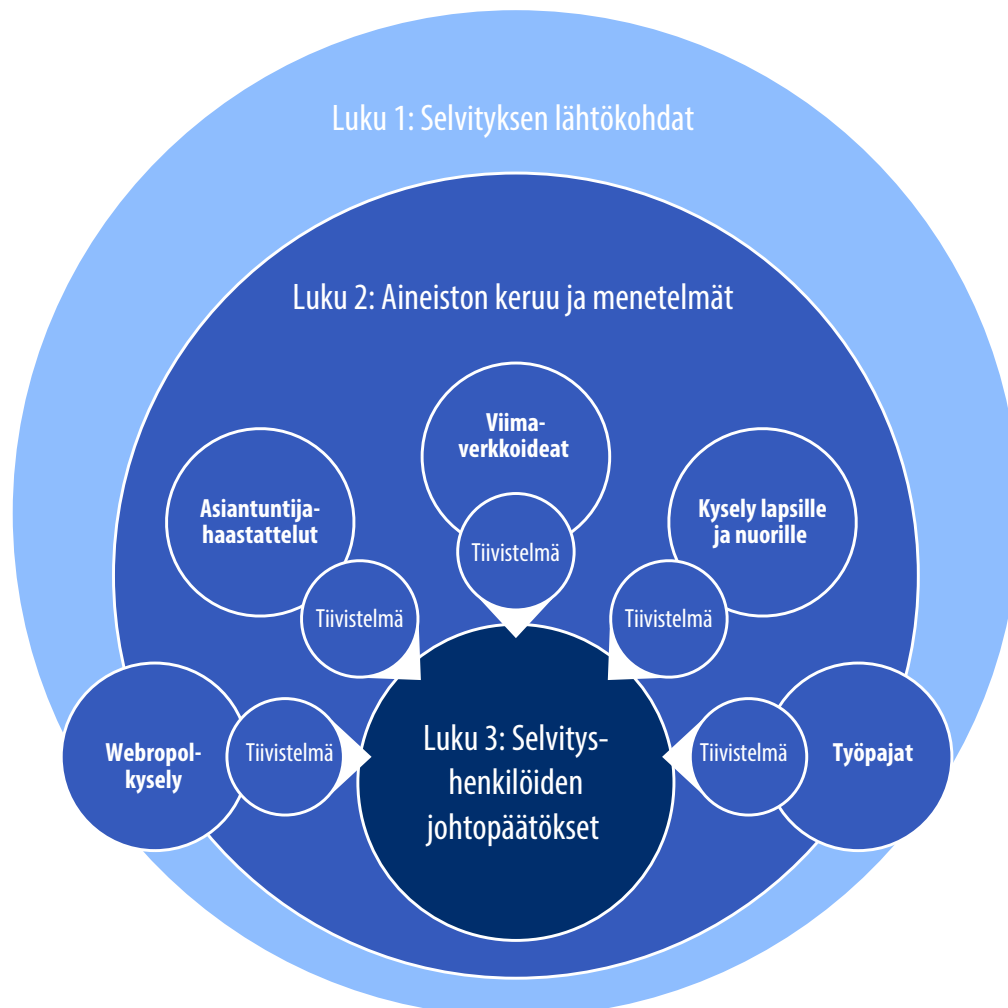 Luku 1: Selvityksen lähtökohdat
Luku 2: Aineiston keruu ja menetelmät
Viima-
verkkoideat
Tiivistelmä
Asiantuntija-
haastattelut
Tiivistelmä
Kysely lapsille
ja nuorille
Tiivistelmä
Webropol-
kysely
Tiivistelmä
Luku 3: Selvitys-
henkilöiden
johtopäätökset
Tiivistelmä
Työpajat